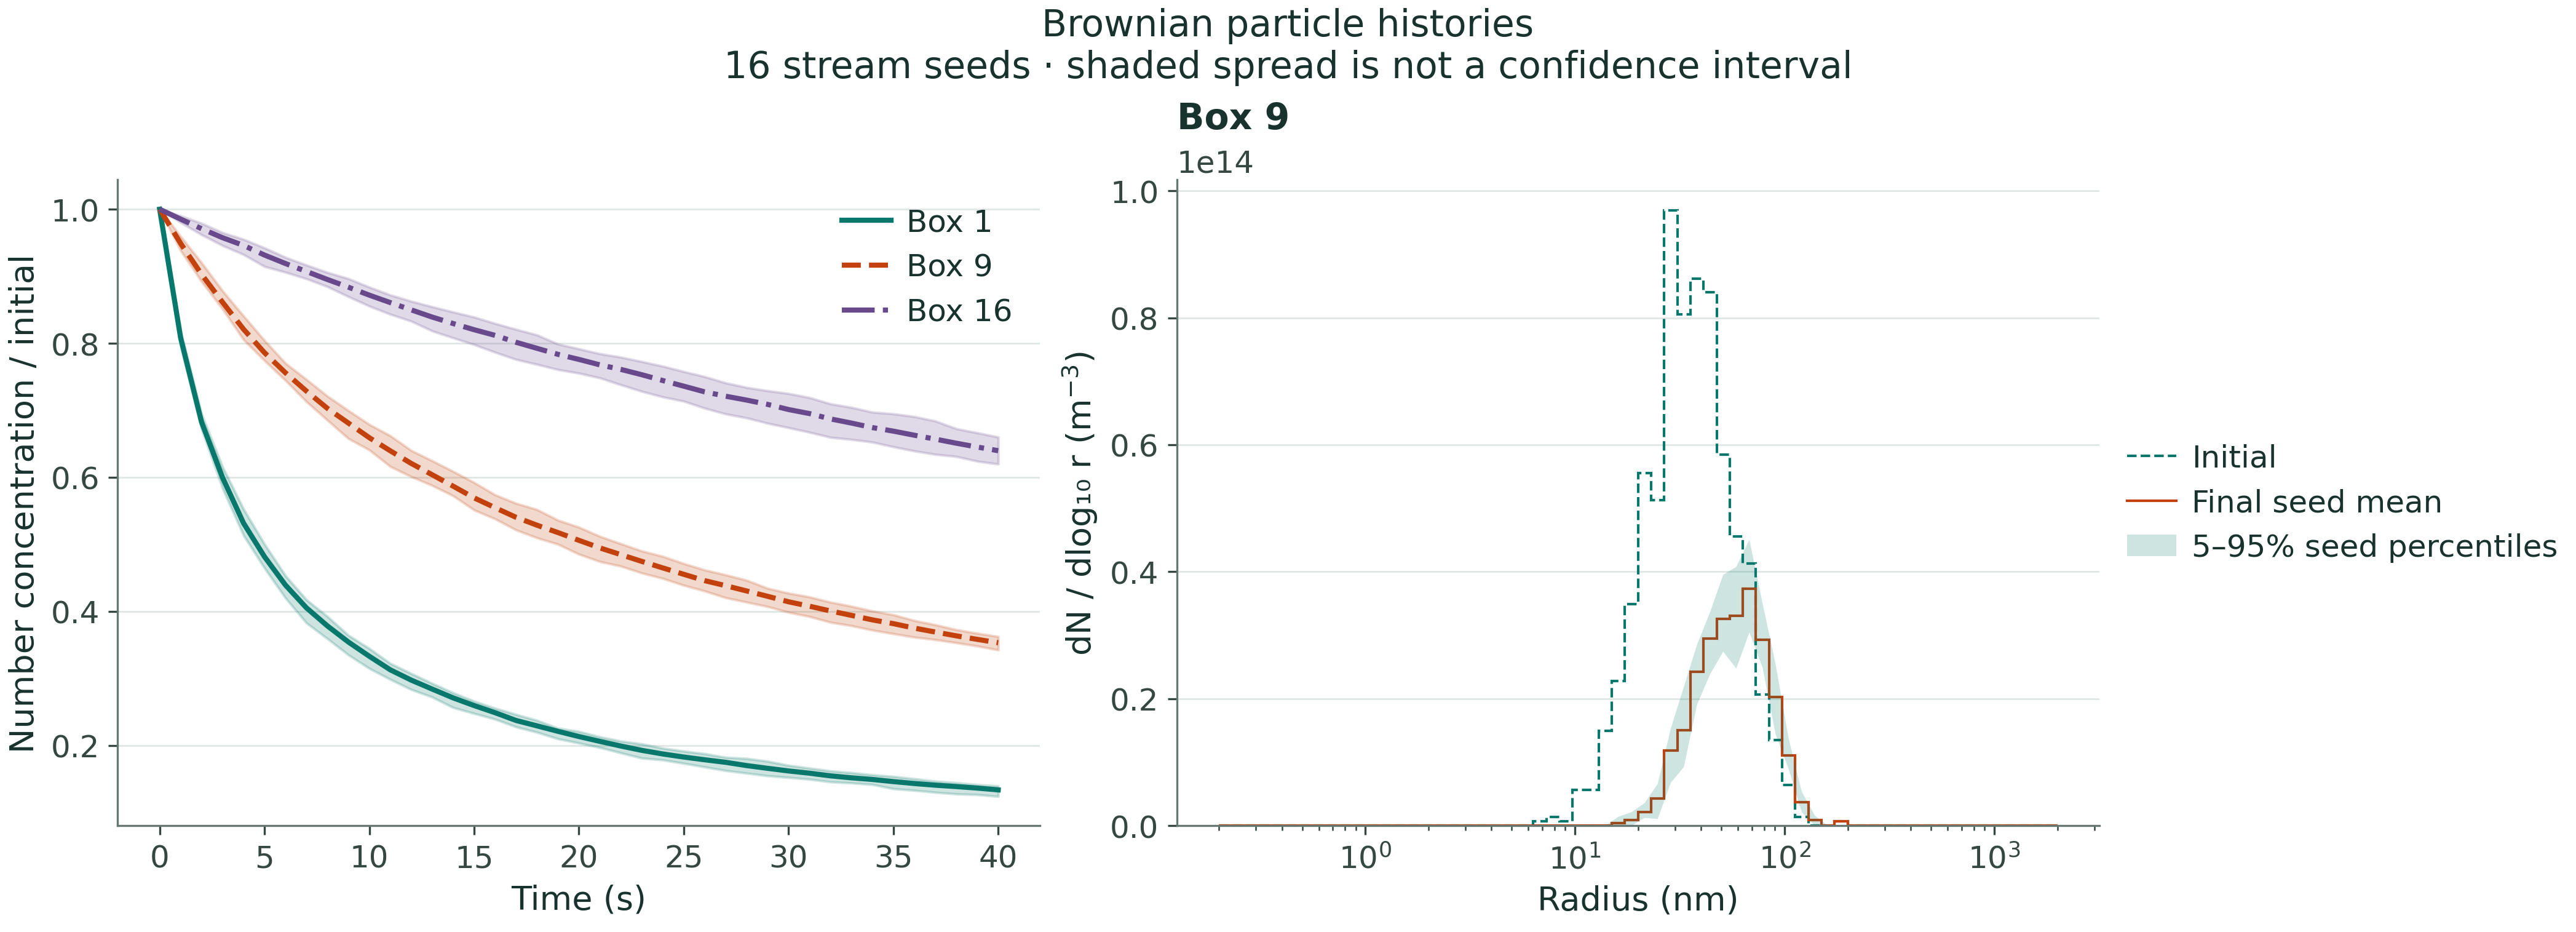 Brownian particle histories
16 stream seeds · shaded spread is not a confidence interval
Number concentration / initial
1.0
0.8
0.6
0.4
0.2
0
5
10
15
20
25
30
35
40
Time (s)
Box 1
Box 9
Box 16
Box 9
1e14
dN / dlog₁₀ r (m⁻³)
1.0
0.8
0.6
0.4
0.2
0.0
10⁰
10¹
10²
10³
Radius (nm)
Initial
Final seed mean
5–95% seed percentiles